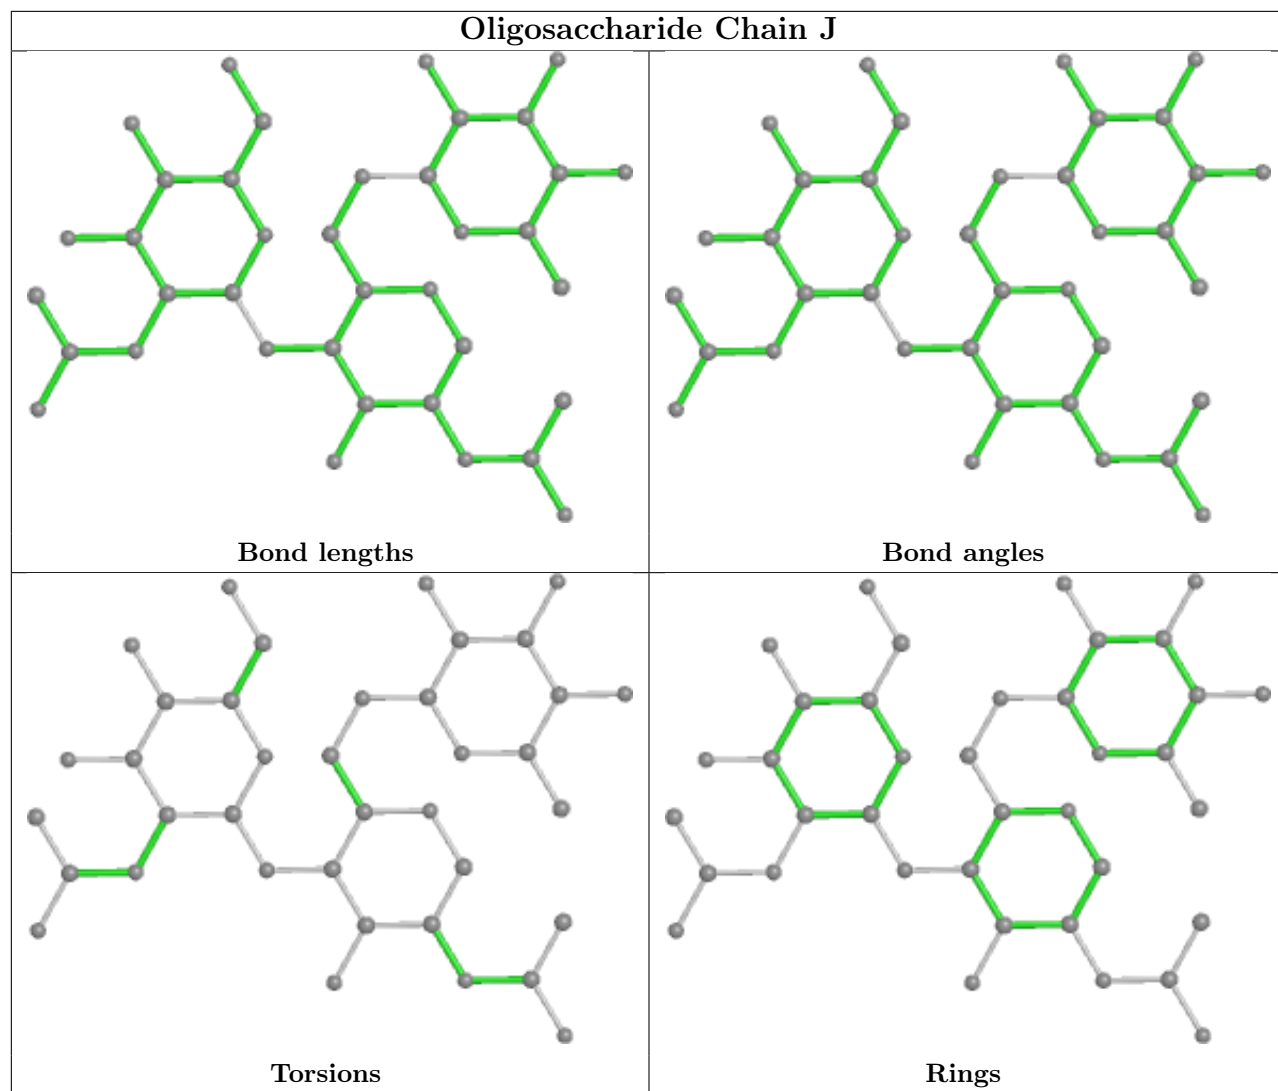 Oligosaccharide Chain J
Bond lengths
Bond angles
Torsions
Rings